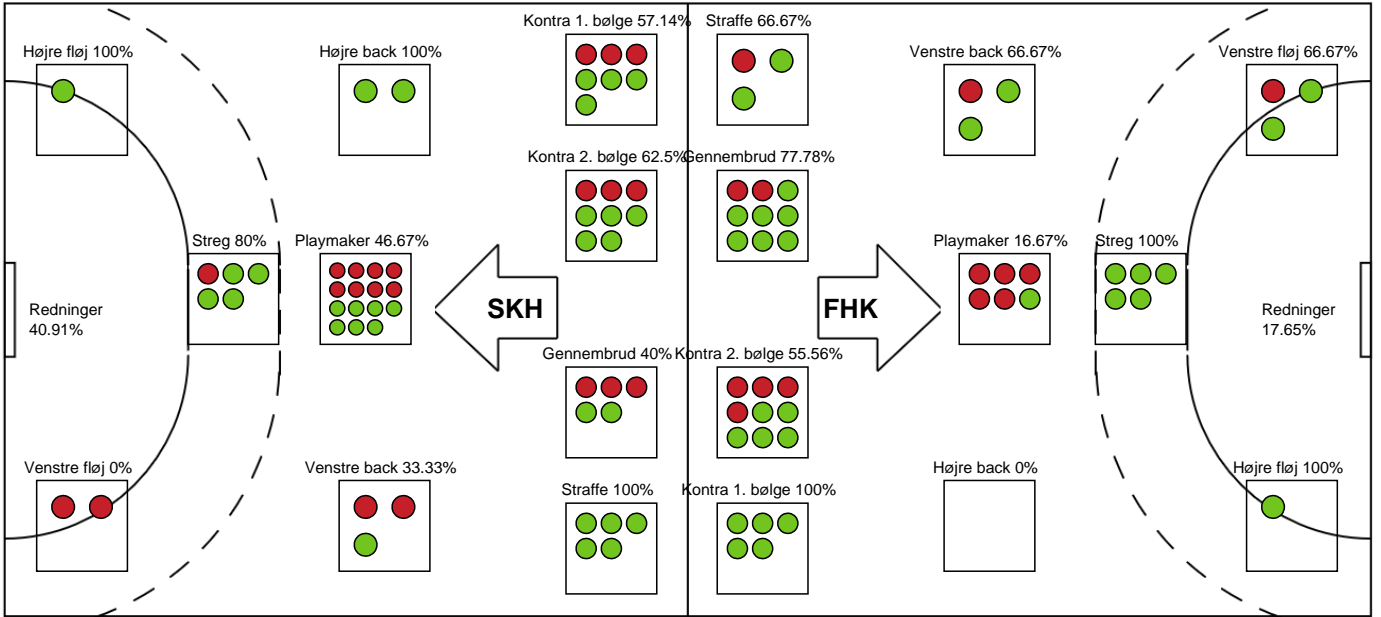 Kontra 1. bølge 57.14%
Straffe 66.67%
Højre fløj 100%
Højre back 100%
Venstre back 66.67%
Venstre fløj 66.67%
Kontra 2. bølge 62.5%
Gennembrud 77.78%
Streg 80%
Playmaker 46.67%
Playmaker 16.67%
Streg 100%
Redninger
40.91%
SKH
FHK
Redninger
17.65%
Gennembrud 40%
Kontra 2. bølge 55.56%
Venstre fløj 0%
Venstre back 33.33%
Højre back 0%
Højre fløj 100%
Straffe 100%
Kontra 1. bølge 100%